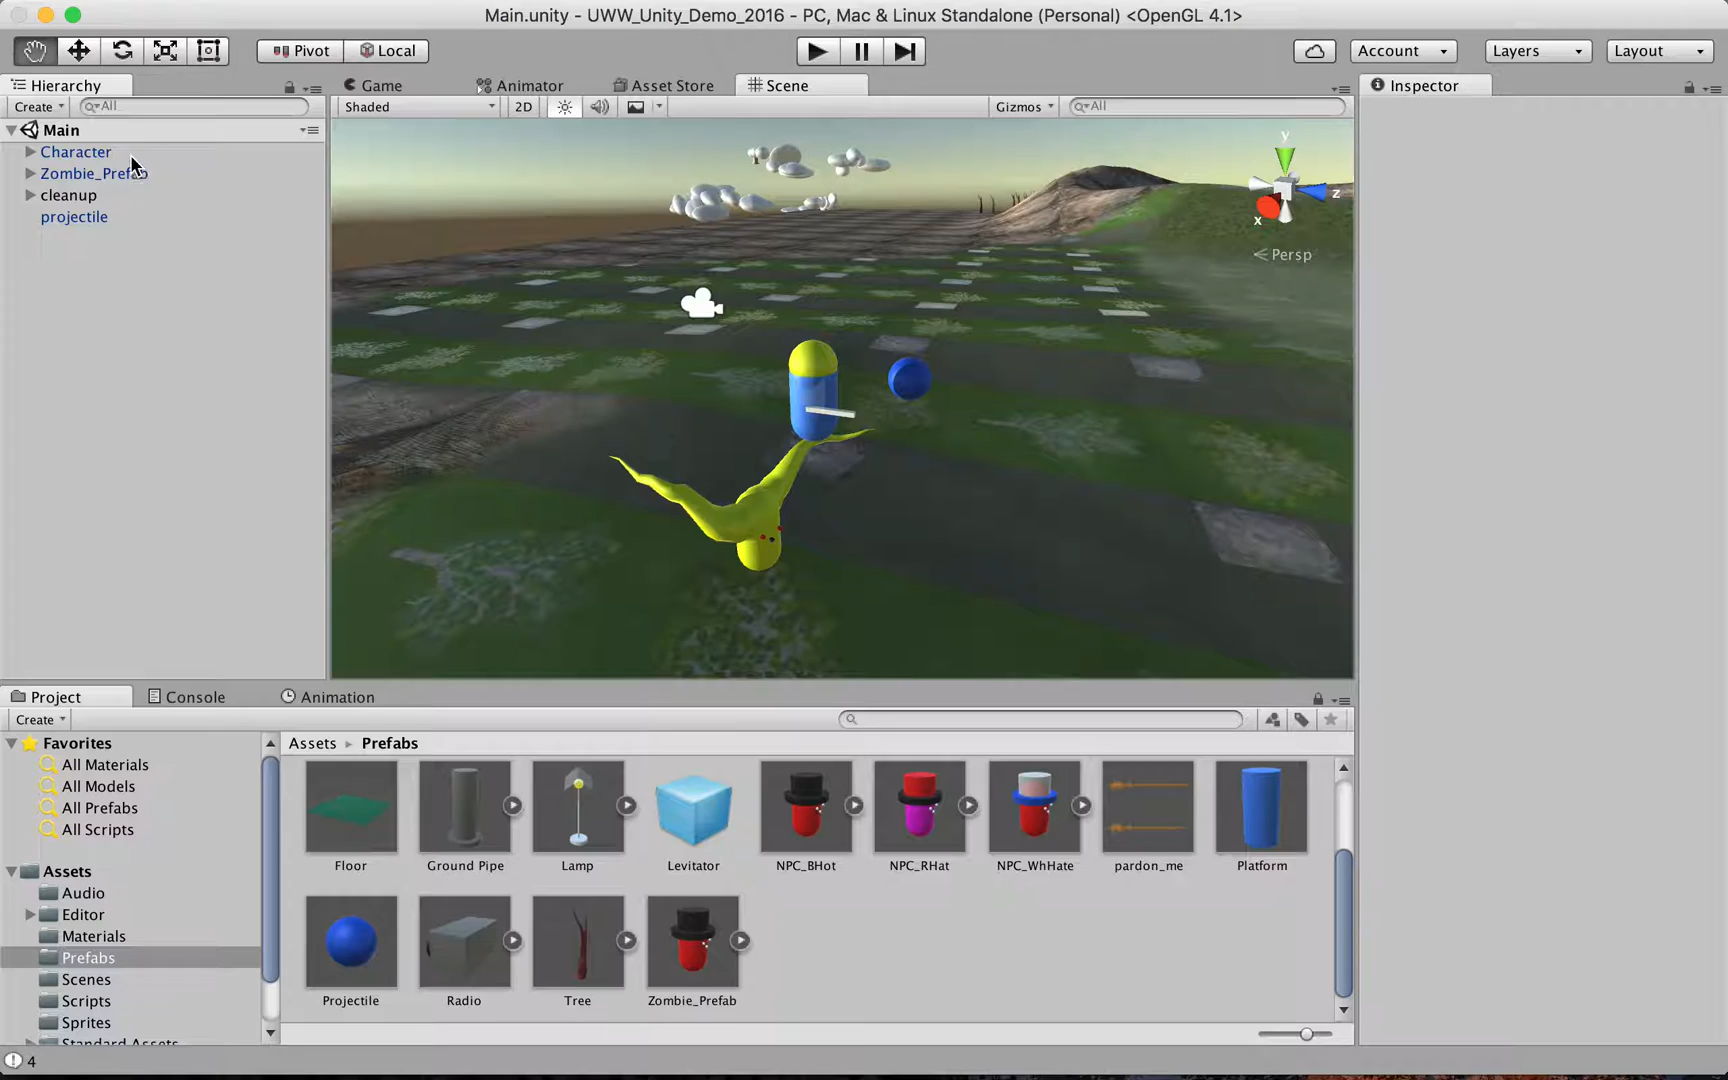 Main.unity - UWW_Unity_Demo_2016 - PC, Mac & Linux Standalone (Personal) <OpenGL 4.1>
Pivot Local Account Layers Layout
Hierarchy Game Animator Asset Store Scene Inspector
Create All Shaded 2D Gizmos All
Main
Character
Zombie_Prefab
cleanup
projectile
y
z
x
Persp
Project Console Animation
Create
Favorites
All Materials
All Models
All Prefabs
All Scripts
Assets
Audio
Editor
Materials
Prefabs
Scenes
Scripts
Sprites
Standard Assets
Assets Prefabs
Floor Ground Pipe Lamp Levitator NPC_BHot NPC_RHat NPC_WhHate pardon_me Platform
Projectile Radio Tree Zombie_Prefab
4